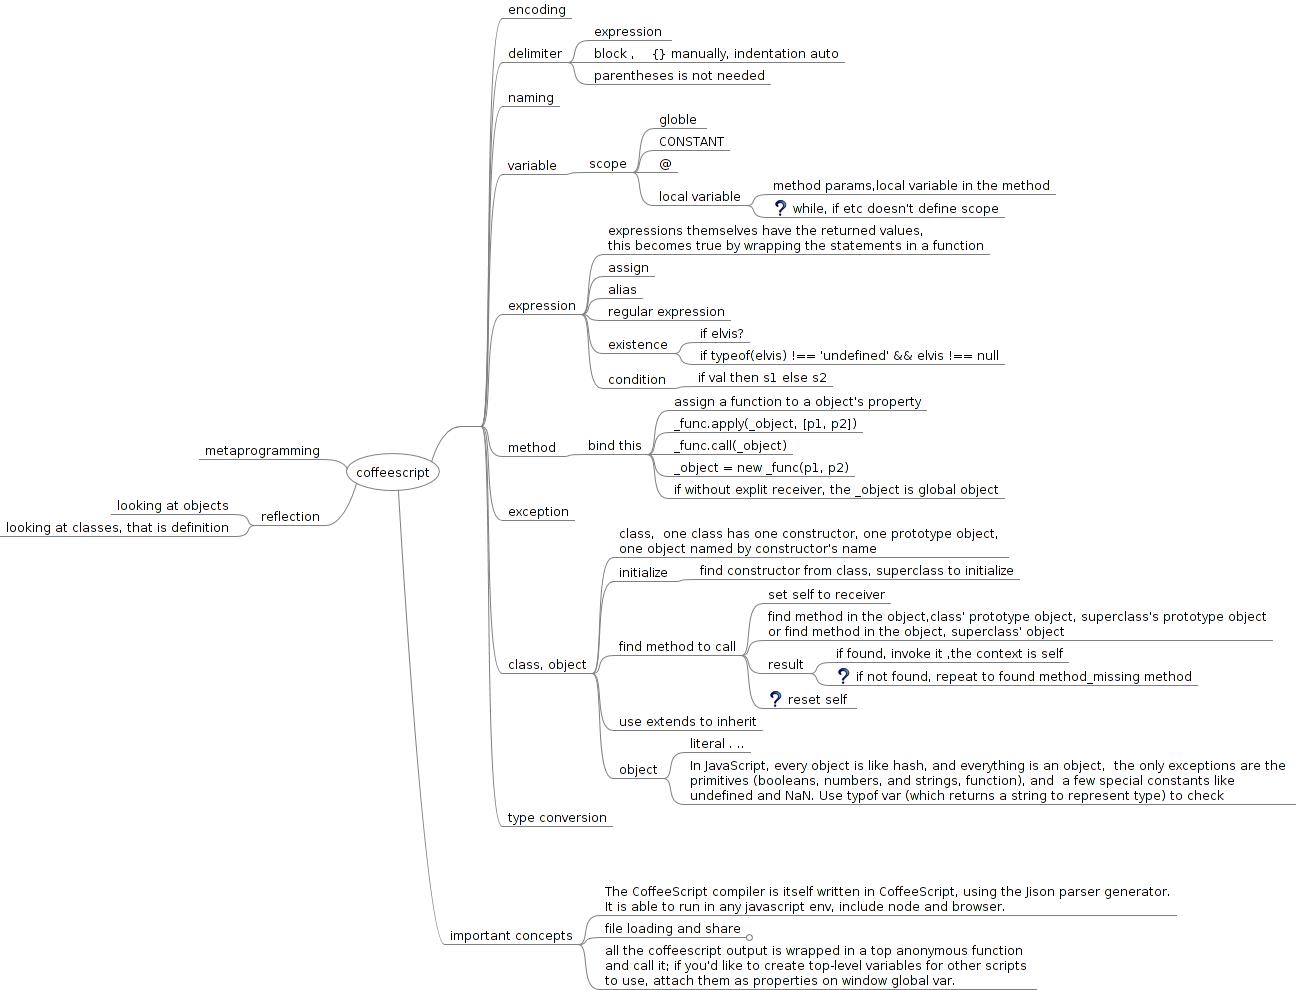 encoding
delimiter
expression
block ,    {} manually, indentation auto
parentheses is not needed
naming
variable
scope
globle
CONSTANT
@
local variable
method params,local variable in the method
? while, if etc doesn't define scope
expression
expressions themselves have the returned values,
this becomes true by wrapping the statements in a function
assign
alias
regular expression
existence
if elvis?
if typeof(elvis) !== 'undefined' && elvis !== null
condition
if val then s1 else s2
method
bind this
assign a function to a object's property
_func.apply(_object, [p1, p2])
_func.call(_object)
_object = new _func(p1, p2)
if without explit receiver, the _object is global object
exception
class, object
class,  one class has one constructor, one prototype object,
one object named by constructor's name
initialize
find constructor from class, superclass to initialize
find method to call
set self to receiver
find method in the object,class' prototype object, superclass's prototype object
or find method in the object, superclass' object
result
if found, invoke it ,the context is self
? if not found, repeat to found method_missing method
? reset self
use extends to inherit
object
literal . ..
In JavaScript, every object is like hash, and everything is an object,  the only exceptions are the
primitives (booleans, numbers, and strings, function), and  a few special constants like
undefined and NaN. Use typof var (which returns a string to represent type) to check
type conversion
coffeescript
metaprogramming
reflection
looking at objects
looking at classes, that is definition
important concepts
The CoffeeScript compiler is itself written in CoffeeScript, using the Jison parser generator.
It is able to run in any javascript env, include node and browser.
file loading and share
all the coffeescript output is wrapped in a top anonymous function
and call it; if you'd like to create top-level variables for other scripts
to use, attach them as properties on window global var.